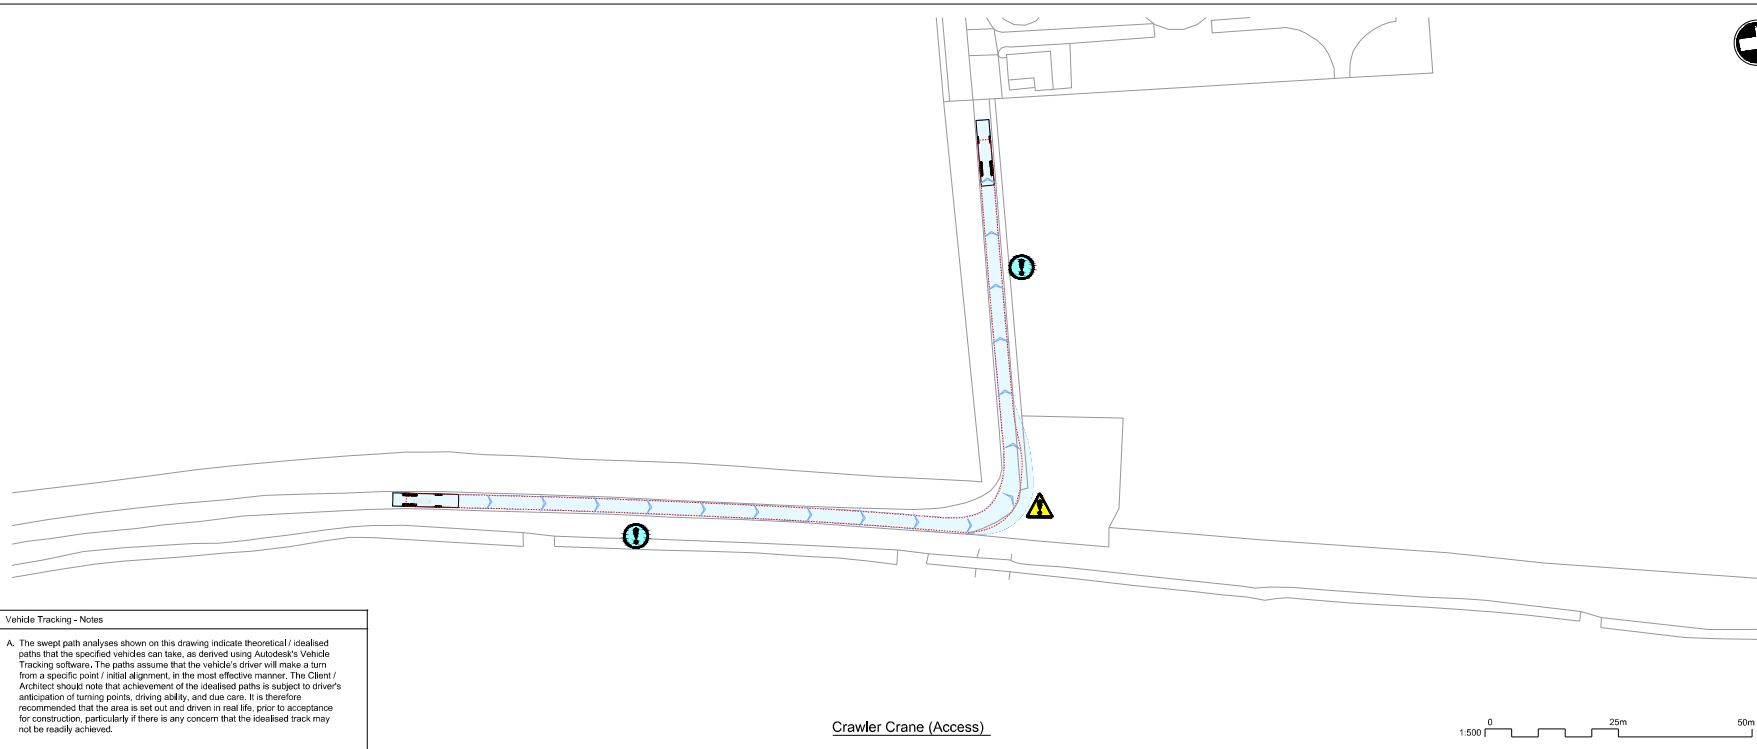 Vehicle Tracking - Notes
A. The swept path analyses shown on this drawing indicate theoretical / idealised
paths that the specified vehicles can take, as derived using Autodesk's Vehicle
Tracking software. The paths assume that the vehicle's driver will make a turn
from a specific point / initial alignment, in the most effective manner. The Client /
Architect should note that achievement of the idealised paths is subject to driver's
anticipation of turning points, driving ability, and due care. It is therefore
recommended that the area is set out and driven in real life, prior to acceptance
for construction, particularly if there is any concern that the idealised track may
not be readily achieved.
Crawler Crane (Access)
0 25m 50m
1:500